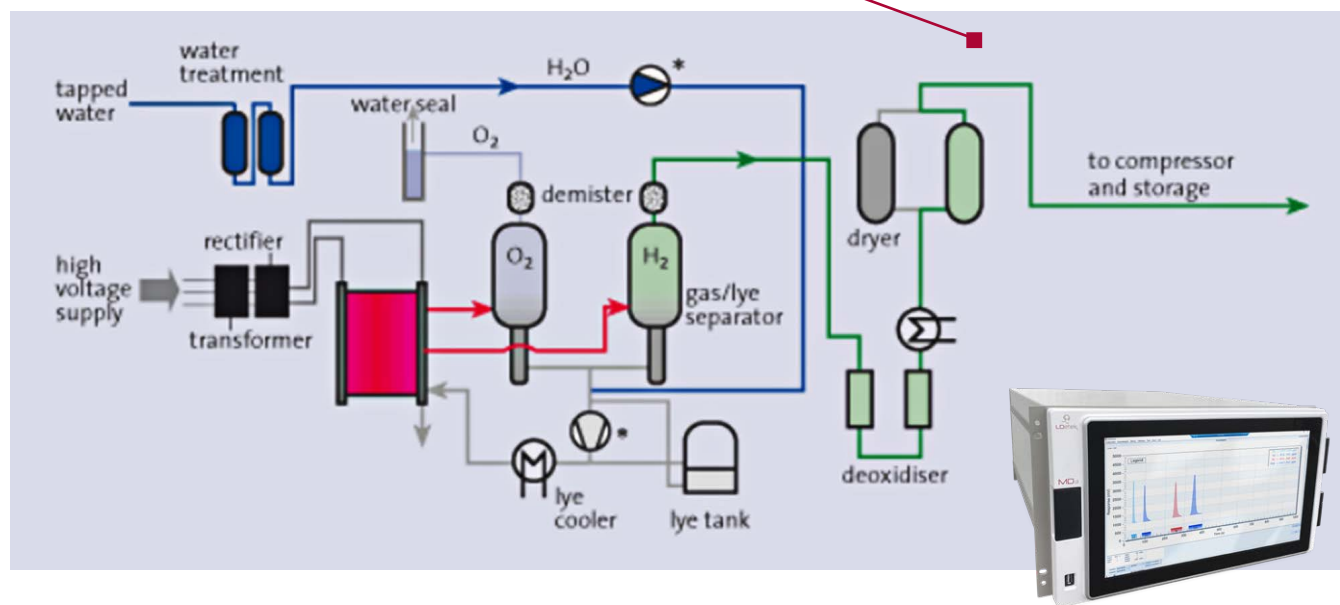 water
treatment
tapped
water
H₂O
*
water seal
O₂
demister
to compressor
and storage
dryer
rectifier
high
voltage
supply
transformer
O₂
H₂
gas/lye
separator
*
deoxidiser
lye
cooler
lye tank